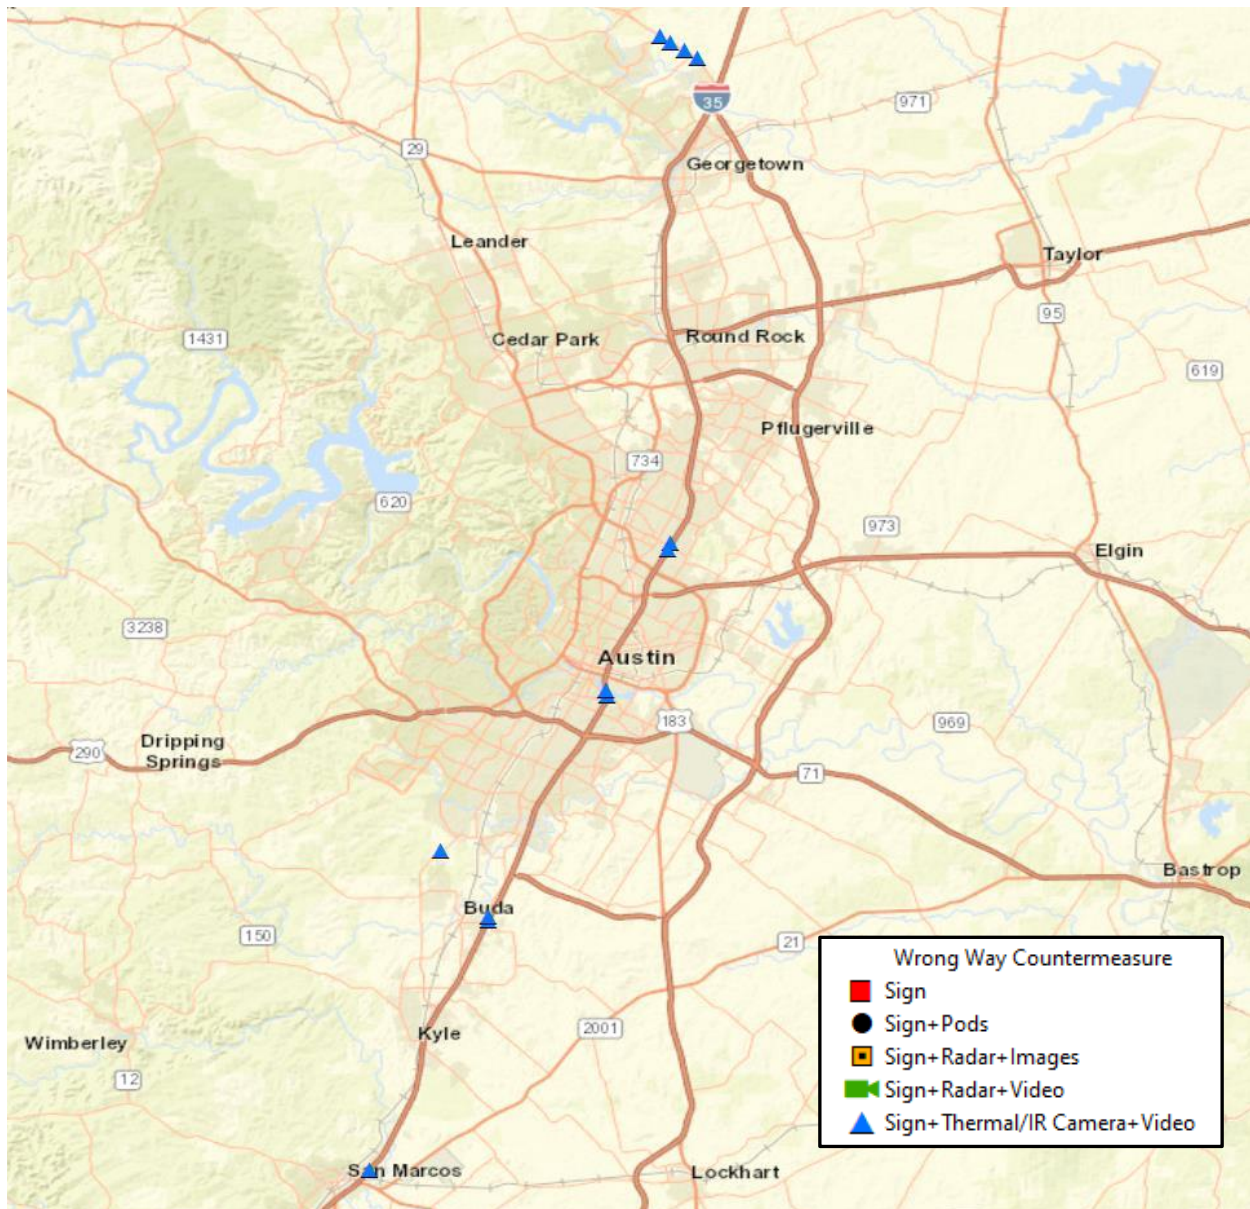 35
971
29
Georgetown
Leander
Taylor
95
1431
Cedar Park
Round Rock
619
Pflugerville
734
620
973
Elgin
3238
Austin
183
969
290
Dripping
Springs
71
Bastrop
Buda
150
21
Wrong Way Countermeasure
Sign
Sign+Pods
Sign+Radar+Images
Sign+Radar+Video
Sign+Thermal/IR Camera+Video
2001
Kyle
Wimberley
12
San Marcos
Lockhart